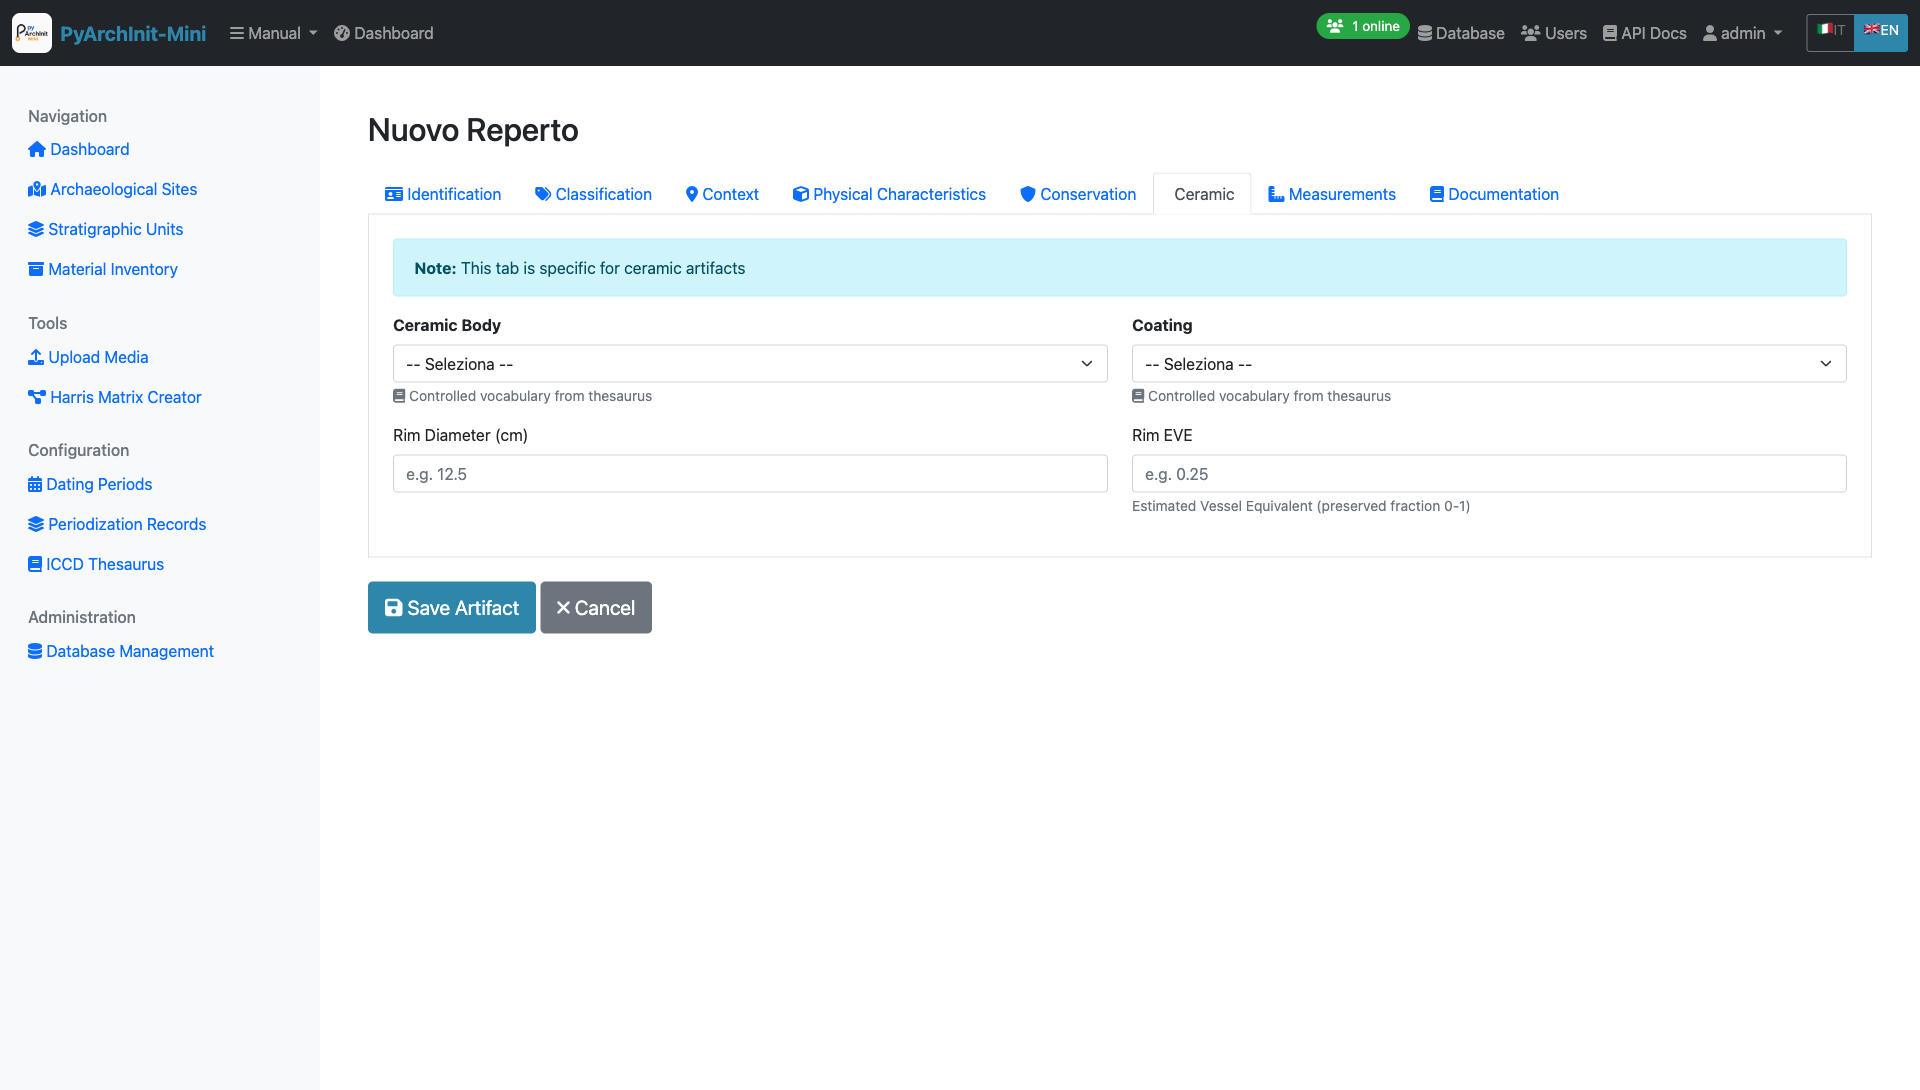 PyArchInit-Mini
Manual
Dashboard
1 online
Database
Users
API Docs
admin
IT
EN
Navigation
Dashboard
Archaeological Sites
Stratigraphic Units
Material Inventory
Tools
Upload Media
Harris Matrix Creator
Configuration
Dating Periods
Periodization Records
ICCD Thesaurus
Administration
Database Management
Nuovo Reperto
Identification
Classification
Context
Physical Characteristics
Conservation
Ceramic
Measurements
Documentation
Note: This tab is specific for ceramic artifacts
Ceramic Body
-- Seleziona --
Controlled vocabulary from thesaurus
Coating
-- Seleziona --
Controlled vocabulary from thesaurus
Rim Diameter (cm)
e.g. 12.5
Rim EVE
e.g. 0.25
Estimated Vessel Equivalent (preserved fraction 0-1)
Save Artifact
Cancel